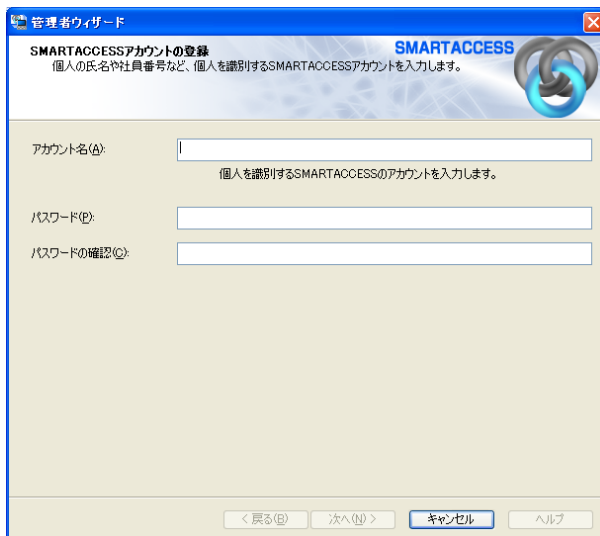 管理者ウィザード
SMARTACCESSアカウントの登録
SMARTACCESS
個人の氏名や社員番号など、個人を識別するSMARTACCESSアカウントを入力します。
アカウント名(A):
個人を識別するSMARTACCESSのアカウントを入力します。
パスワード(P):
パスワードの確認(C):
< 戻る(B) 次へ(N) > キャンセル ヘルプ